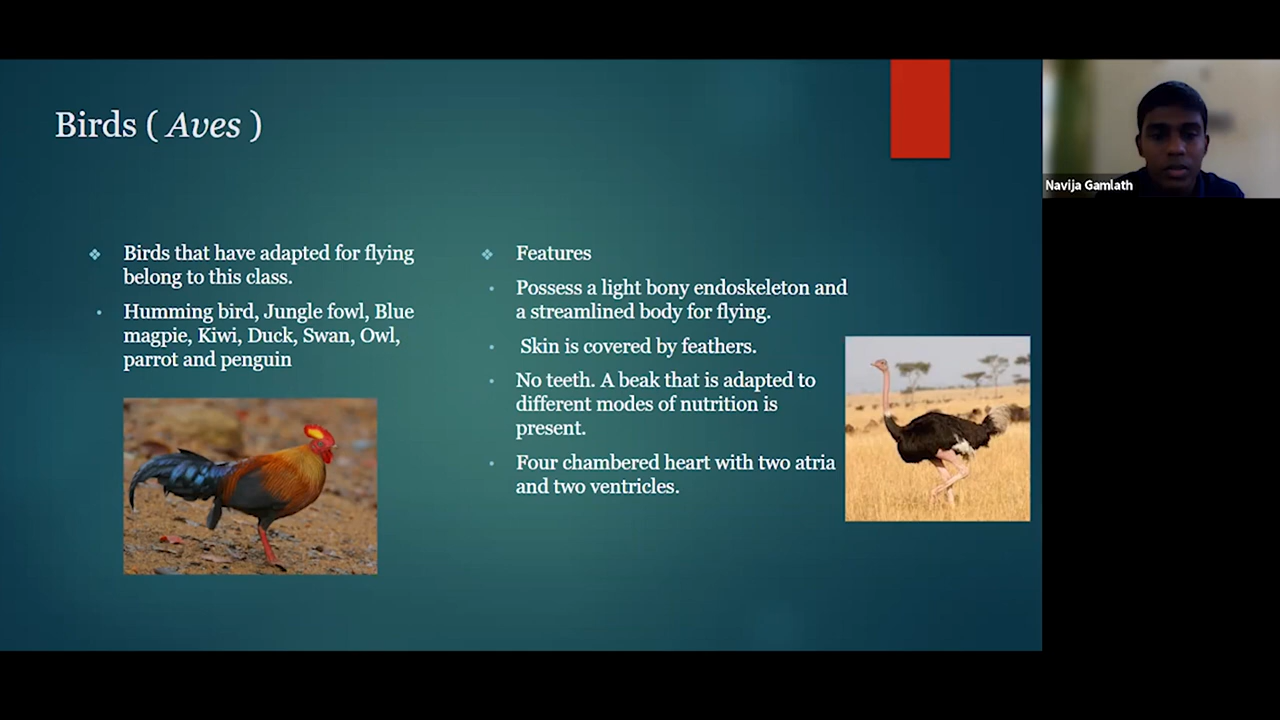 Birds ( Aves )
Birds that have adapted for flying
belong to this class.
Humming bird, Jungle fowl, Blue
magpie, Kiwi, Duck, Swan, Owl,
parrot and penguin
Features
Possess a light bony endoskeleton and
a streamlined body for flying.
Skin is covered by feathers.
No teeth. A beak that is adapted to
different modes of nutrition is
present.
Four chambered heart with two atria
and two ventricles.
Navija Gamlath